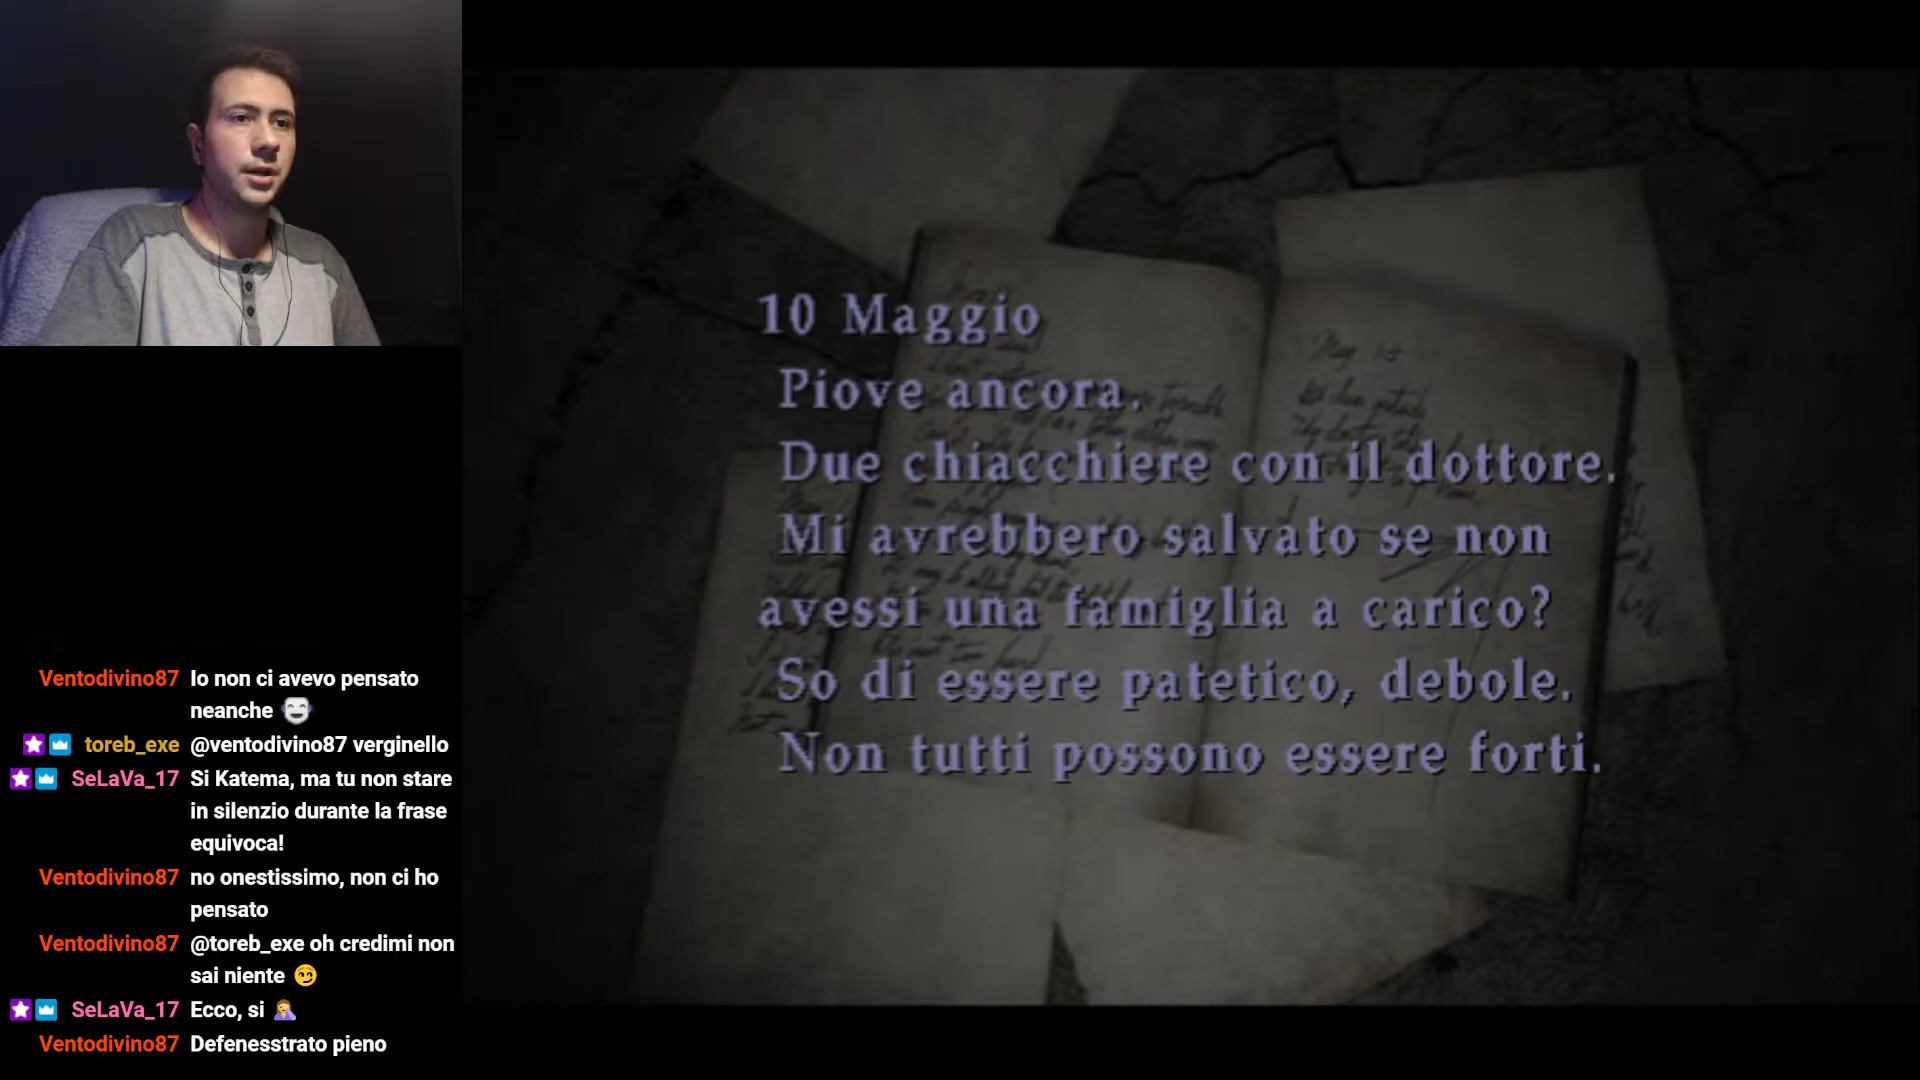 10 Maggio
Piove ancora.
Due chiacchiere con il dottore.
Mi avrebbero salvato se non
avessi una famiglia a carico?
So di essere patetico, debole.
Non tutti possono essere forti.
Ventodivino87 Io non ci avevo pensato
neanche
toreb_exe @ventodivino87 verginello
SeLaVa_17 Si Katema, ma tu non stare
in silenzio durante la frase
equivoca!
Ventodivino87 no onestissimo, non ci ho
pensato
Ventodivino87 @toreb_exe oh credimi non
sai niente 😏
SeLaVa_17 Ecco, si 🤦‍♀️
Ventodivino87 Defenesstrato pieno